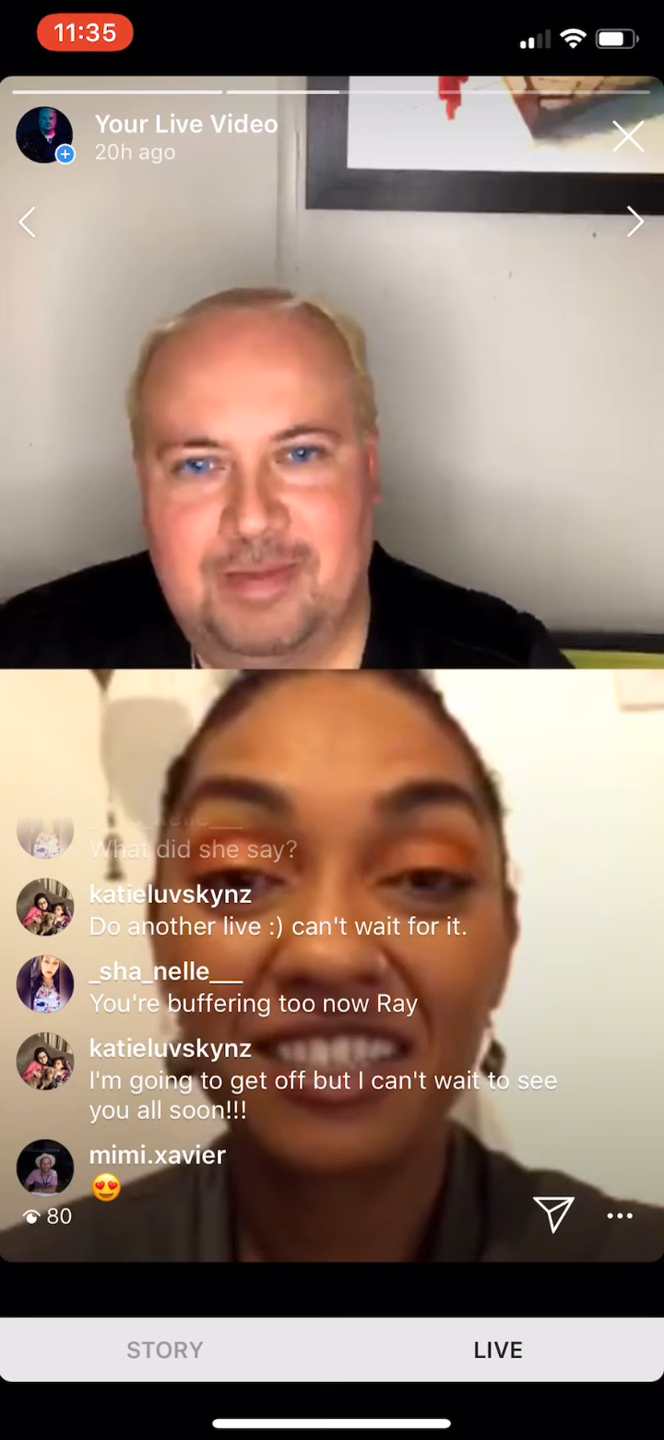 11:35
Your Live Video
20h ago
What did she say?
katieluvskynz
Do another live :) can't wait for it.
_sha_nelle___
You're buffering too now Ray
katieluvskynz
I'm going to get off but I can't wait to see
you all soon!!!
mimi.xavier
😍
80
STORY
LIVE